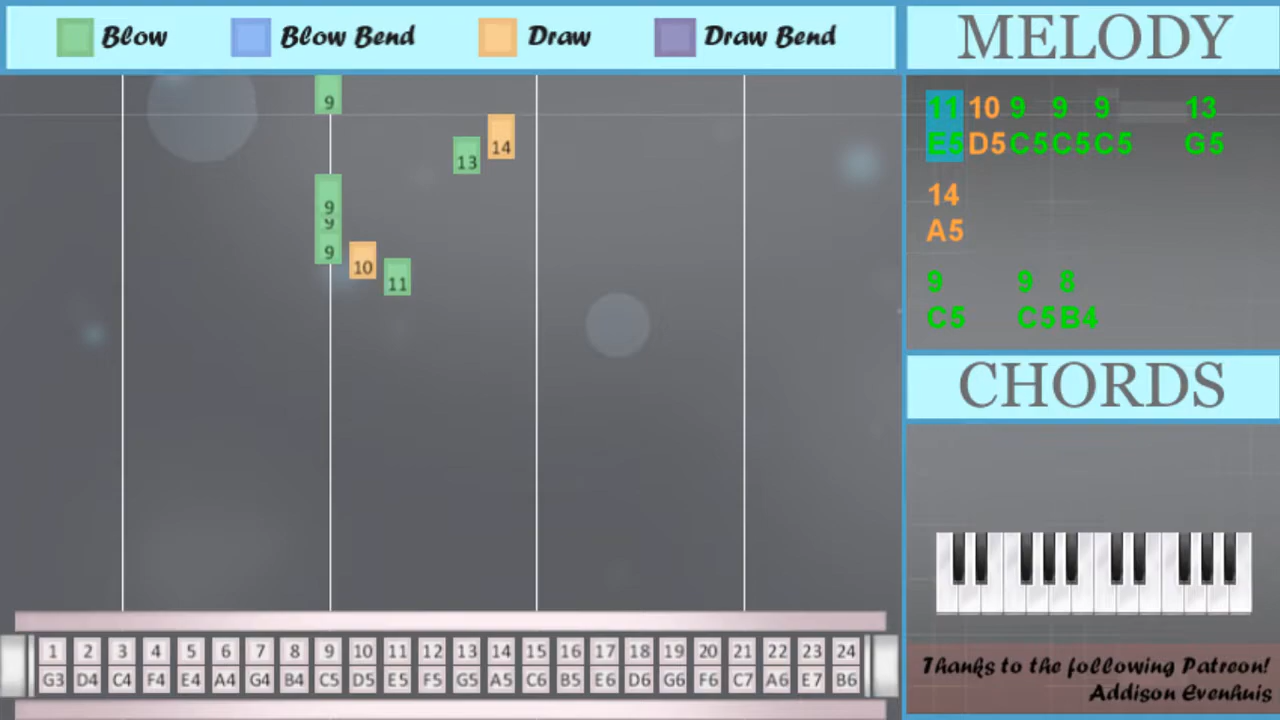 Blow Blow Bend Draw Draw Bend
MELODY
9
13 14
9
9
9 10 11
11 10 9 9 9 13
E5 D5 C5 C5 C5 G5
14
A5
9 9 8
C5 C5 B4
CHORDS
1 2 3 4 5 6 7 8 9 10 11 12 13 14 15 16 17 18 19 20 21 22 23 24
G3 D4 C4 F4 E4 A4 G4 B4 C5 D5 E5 F5 G5 A5 C6 B5 E6 D6 G6 F6 C7 A6 E7 B6
Thanks to the following Patreon!
Addison Evenhuis